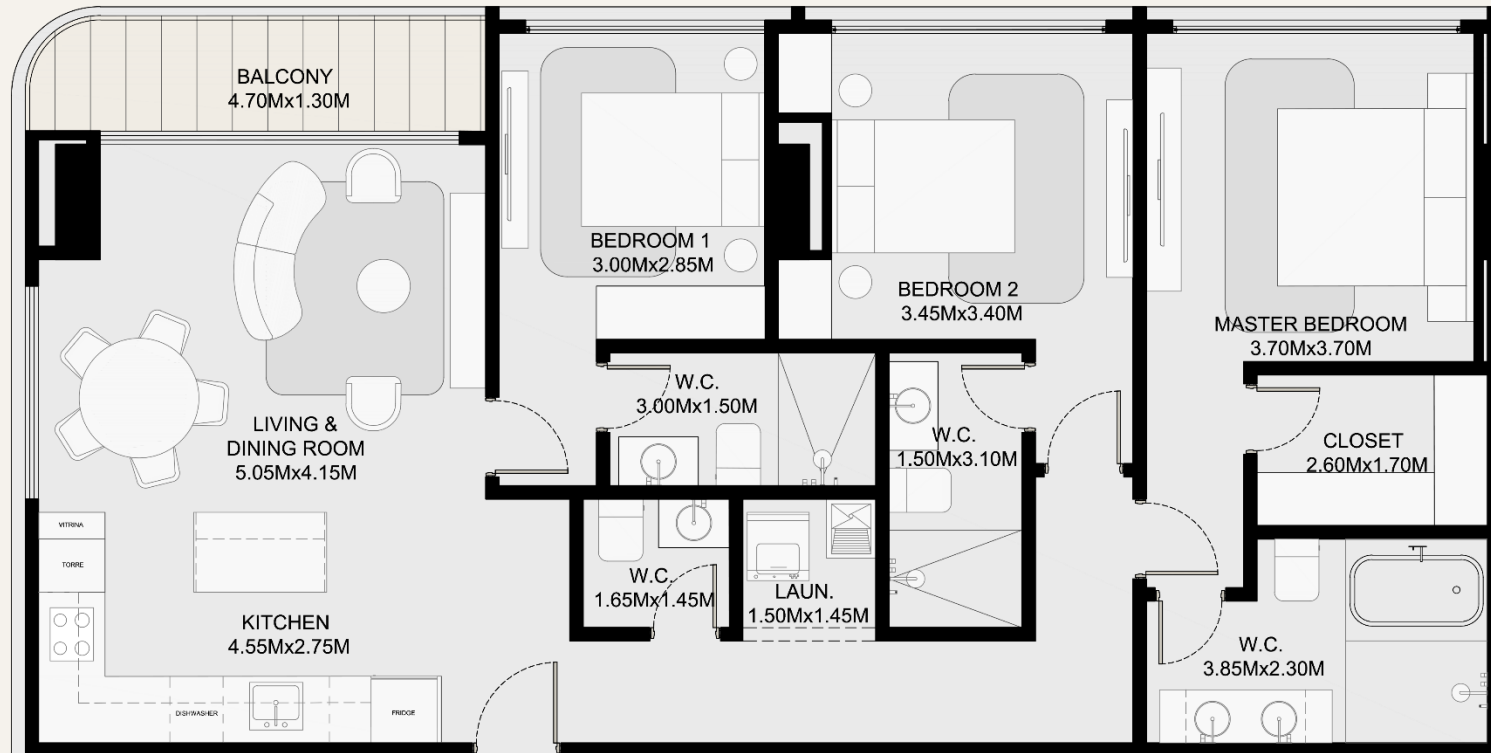 BALCONY
4.70Mx1.30M
BEDROOM 1
3.00Mx2.85M
BEDROOM 2
3.45Mx3.40M
MASTER BEDROOM
3.70Mx3.70M
W.C.
3.00Mx1.50M
LIVING &
DINING ROOM
5.05Mx4.15M
W.C.
1.50Mx3.10M
CLOSET
2.60Mx1.70M
VITRINA
TORRE
W.C.
1.65Mx1.45M
LAUN.
1.50Mx1.45M
KITCHEN
4.55Mx2.75M
W.C.
3.85Mx2.30M
DISHWASHER
FRIDGE